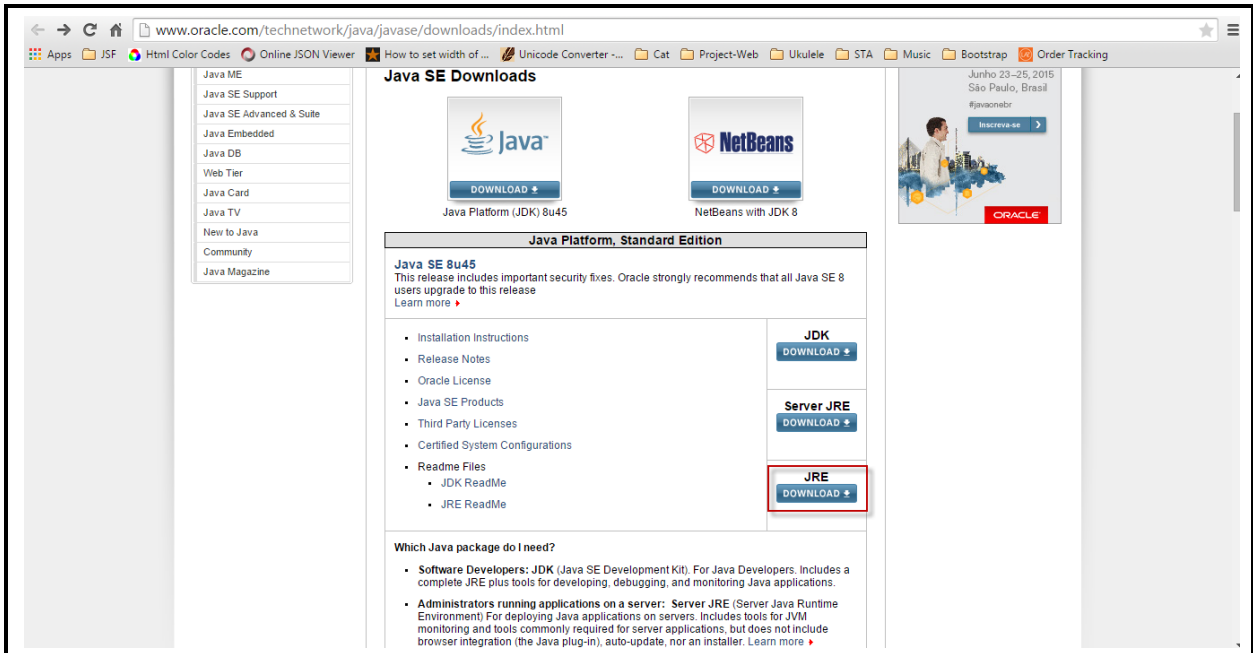 www.oracle.com/technetwork/java/javase/downloads/index.html
Apps JSF Html Color Codes Online JSON Viewer How to set width of ... Unicode Converter -... Cat Project-Web Ukulele STA Music Bootstrap Order Tracking
Java ME
Java SE Support
Java SE Advanced & Suite
Java Embedded
Java DB
Web Tier
Java Card
Java TV
New to Java
Community
Java Magazine
Java SE Downloads
Java™
DOWNLOAD
Java Platform (JDK) 8u45
NetBeans
DOWNLOAD
NetBeans with JDK 8
Java Platform, Standard Edition
Java SE 8u45
This release includes important security fixes. Oracle strongly recommends that all Java SE 8
users upgrade to this release
Learn more
Installation Instructions
Release Notes
Oracle License
Java SE Products
Third Party Licenses
Certified System Configurations
Readme Files
JDK ReadMe
JRE ReadMe
JDK
DOWNLOAD
Server JRE
DOWNLOAD
JRE
DOWNLOAD
Which Java package do I need?
Software Developers: JDK (Java SE Development Kit). For Java Developers. Includes a
complete JRE plus tools for developing, debugging, and monitoring Java applications.
Administrators running applications on a server: Server JRE (Server Java Runtime
Environment) For deploying Java applications on servers. Includes tools for JVM
monitoring and tools commonly required for server applications, but does not include
browser integration (the Java plug-in), auto-update, nor an installer. Learn more
Junho 23–25, 2015
São Paulo, Brasil
#javaonebr
Inscreva-se
ORACLE